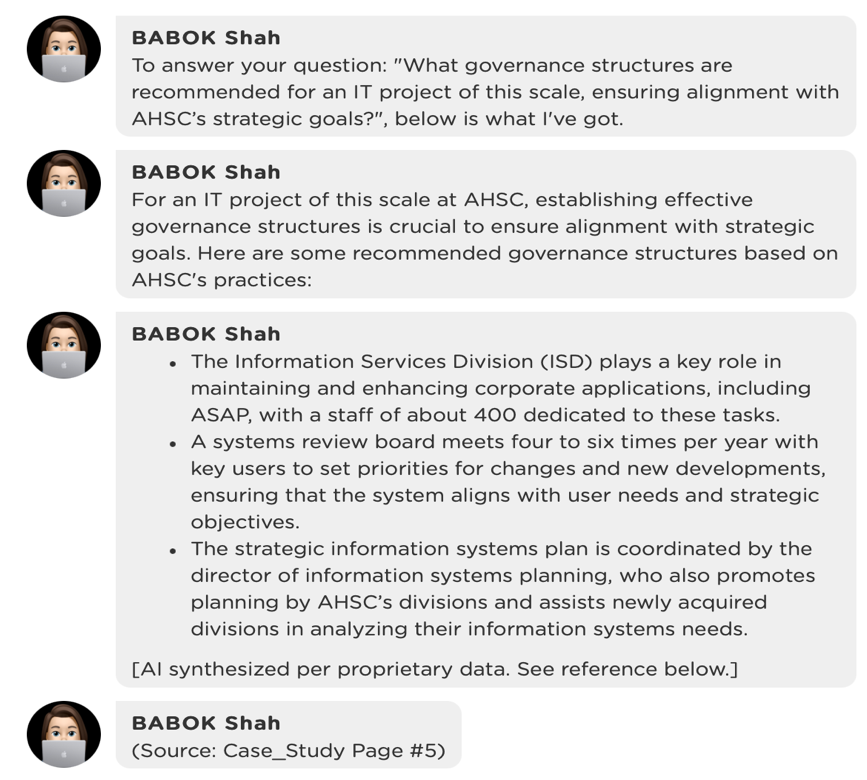 BABOK Shah
To answer your question: "What governance structures are
recommended for an IT project of this scale, ensuring alignment with
AHSC’s strategic goals?", below is what I've got.
BABOK Shah
For an IT project of this scale at AHSC, establishing effective
governance structures is crucial to ensure alignment with strategic
goals. Here are some recommended governance structures based on
AHSC's practices:
BABOK Shah
• The Information Services Division (ISD) plays a key role in
maintaining and enhancing corporate applications, including
ASAP, with a staff of about 400 dedicated to these tasks.
• A systems review board meets four to six times per year with
key users to set priorities for changes and new developments,
ensuring that the system aligns with user needs and strategic
objectives.
• The strategic information systems plan is coordinated by the
director of information systems planning, who also promotes
planning by AHSC’s divisions and assists newly acquired
divisions in analyzing their information systems needs.
[AI synthesized per proprietary data. See reference below.]
BABOK Shah
(Source: Case_Study Page #5)